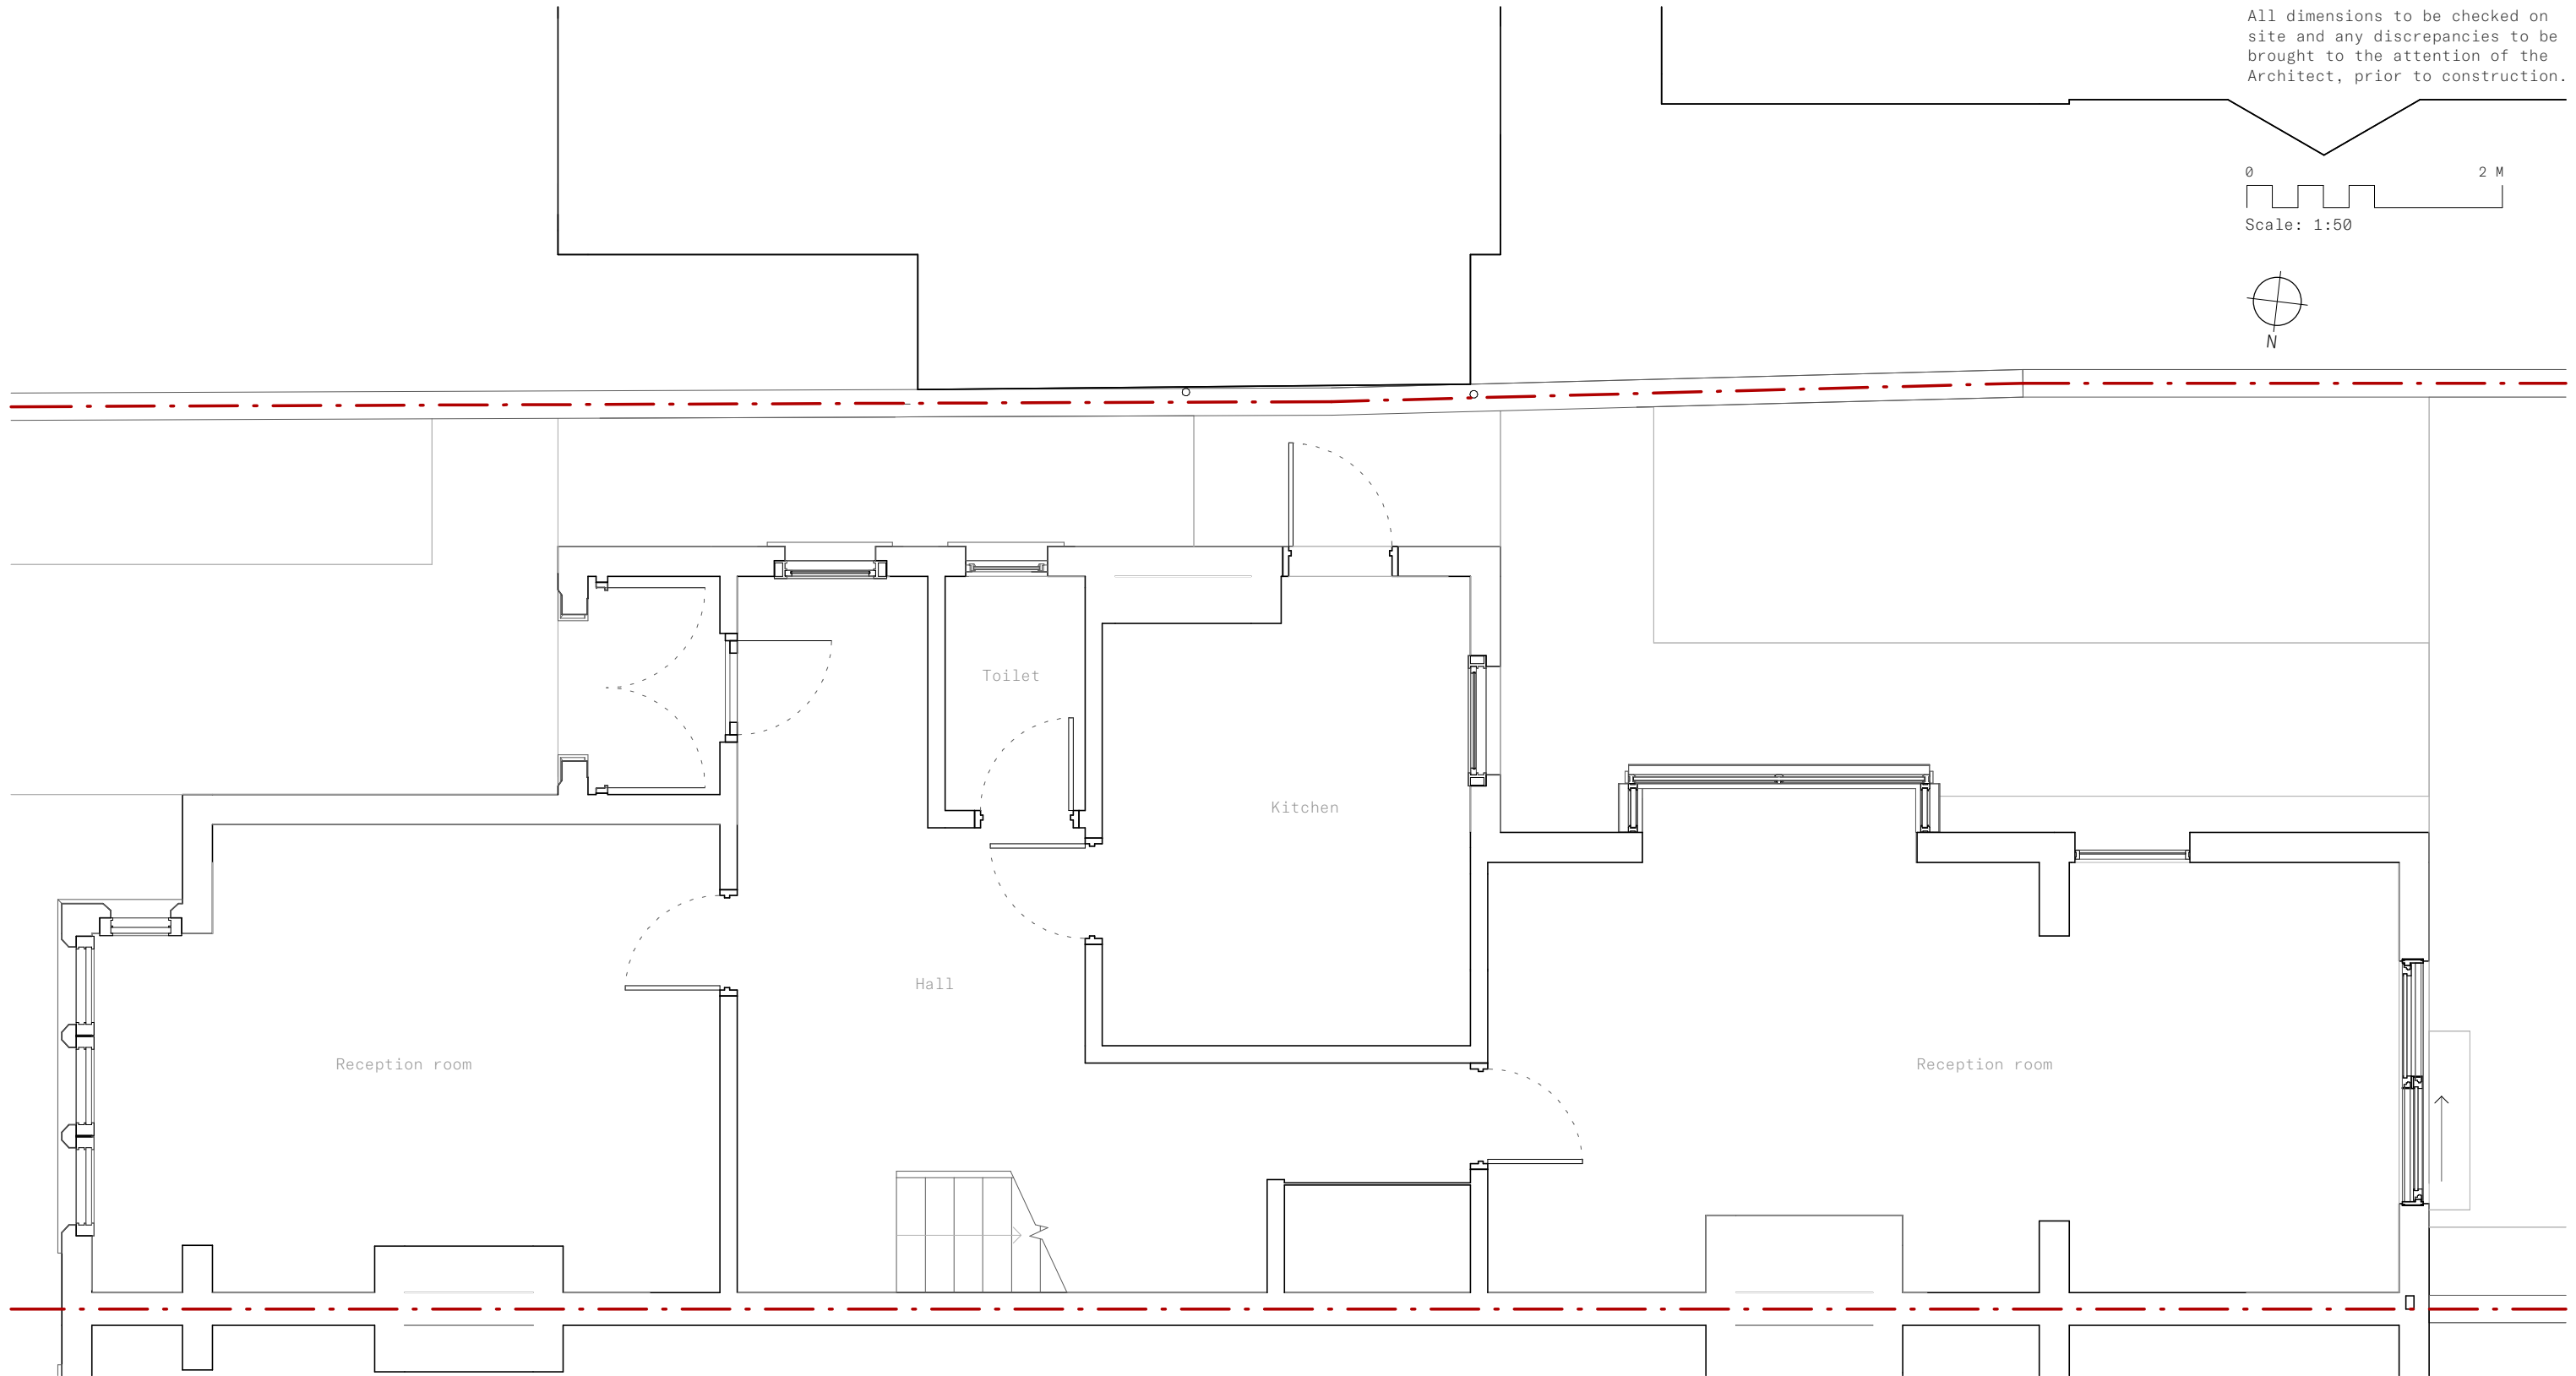 All dimensions to be checked on
site and any discrepancies to be
brought to the attention of the
Architect, prior to construction.
0 2 M
Scale: 1:50
N
Toilet
Kitchen
Hall
Reception room
Reception room